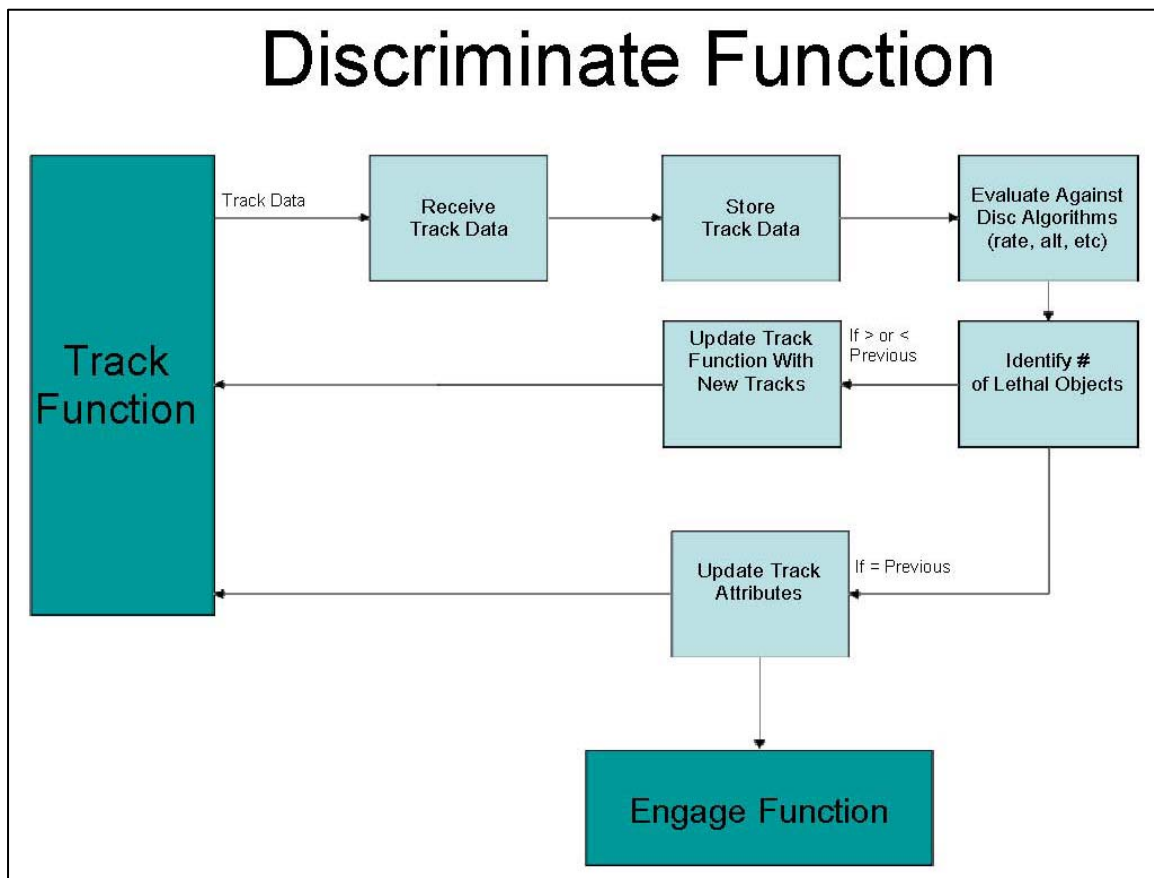 Discriminate Function
Track Data
Receive
Track Data
Store
Track Data
Evaluate Against
Disc Algorithms
(rate, alt, etc)
Track
Function
Update Track
Function With
New Tracks
If > or <
Previous
Identify #
of Lethal Objects
Update Track
Attributes
If = Previous
Engage Function